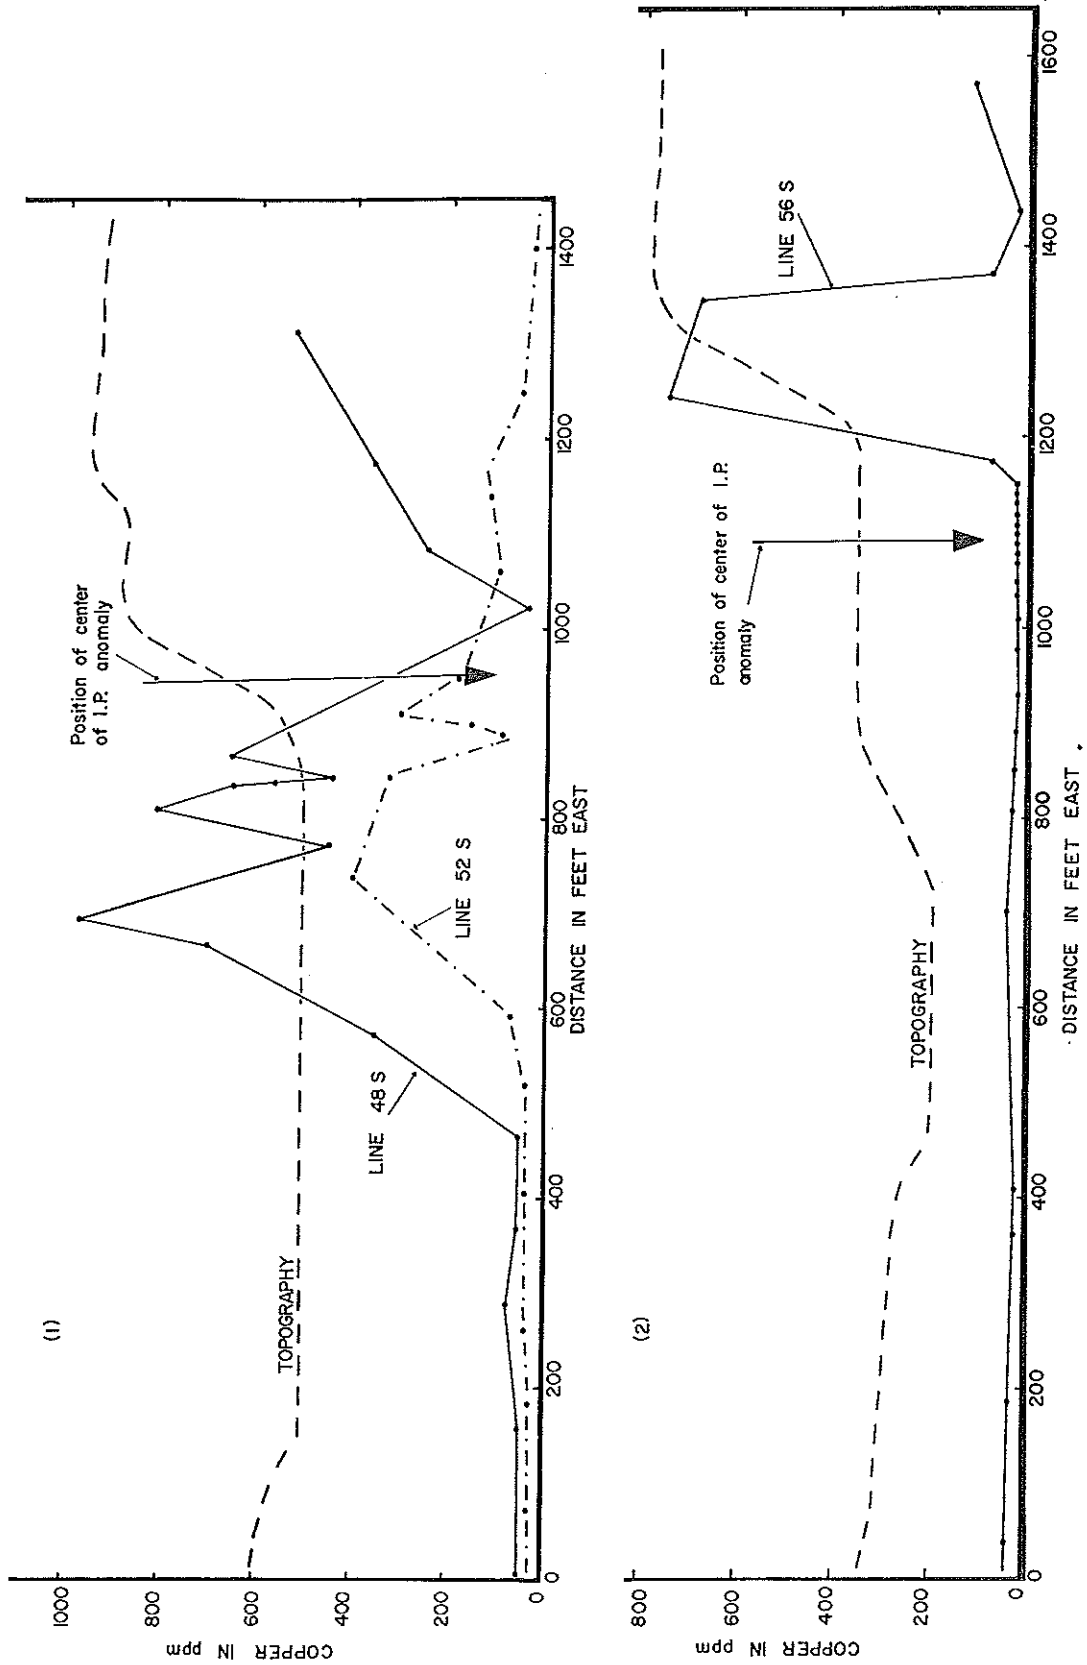 (1)
COPPER IN ppm
1000
800
600
400
200
0
0
200
400
600
800
1000
1200
1400
DISTANCE IN FEET EAST
TOPOGRAPHY
LINE 48 S
LINE 52 S
Position of center
of I.P. anomaly
(2)
COPPER IN ppm
800
600
400
200
0
0
200
400
600
800
1000
1200
1400
1600
DISTANCE IN FEET EAST
TOPOGRAPHY
Position of center of I.P.
anomaly
LINE 56 S